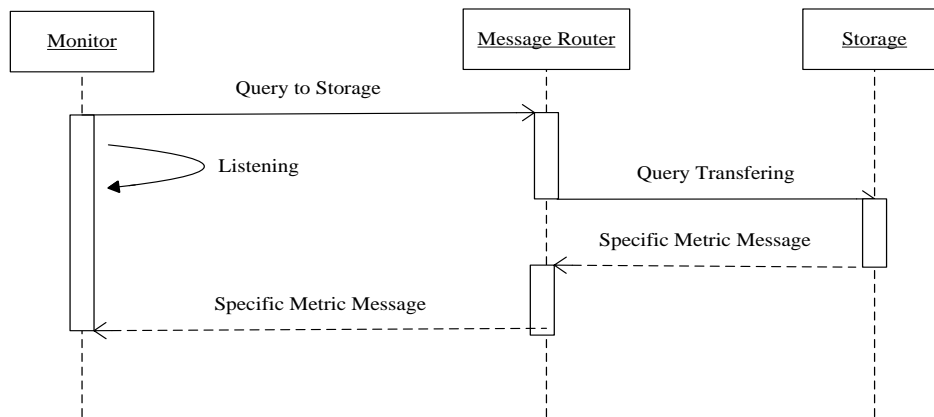 Monitor
Message Router
Storage
Query to Storage
Listening
Query Transfering
Specific Metric Message
Specific Metric Message